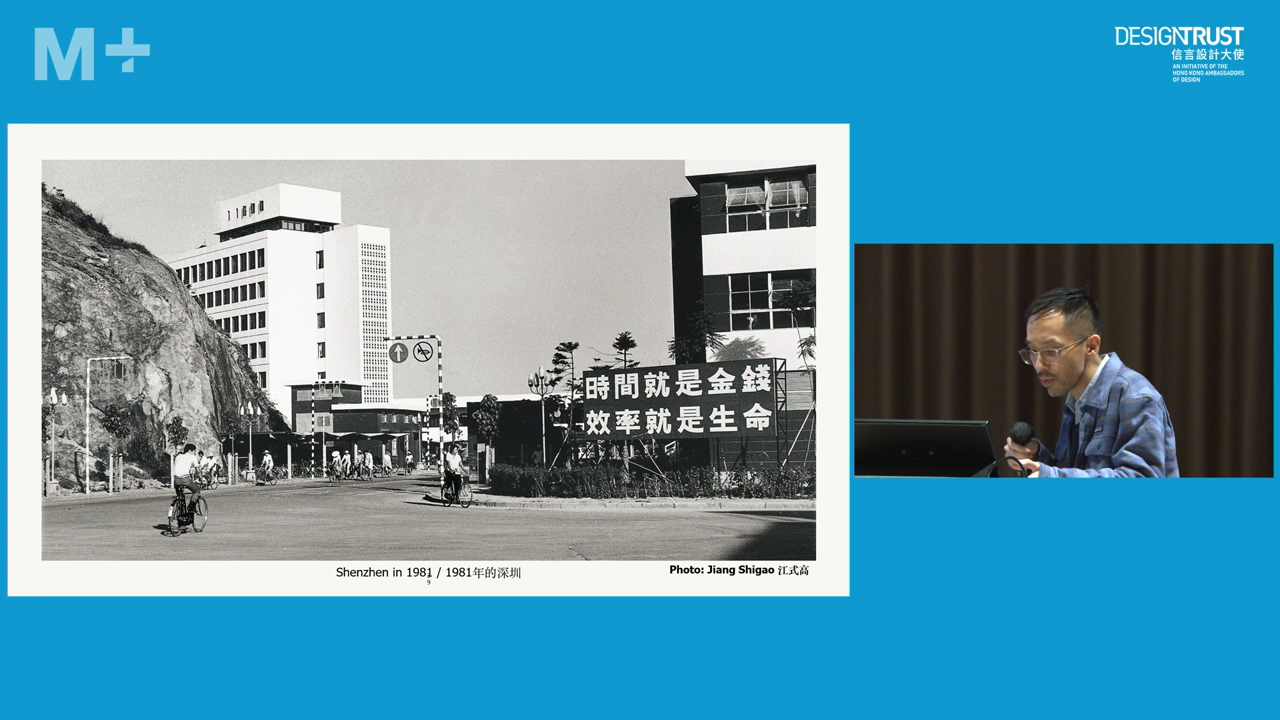 M+
DESIGNTRUST
信言設計大使
AN INITIATIVE OF THE
HONG KONG AMBASSADORS
OF DESIGN
時間就是金錢
效率就是生命
Shenzhen in 1981 / 1981年的深圳
9
Photo: Jiang Shigao 江式高